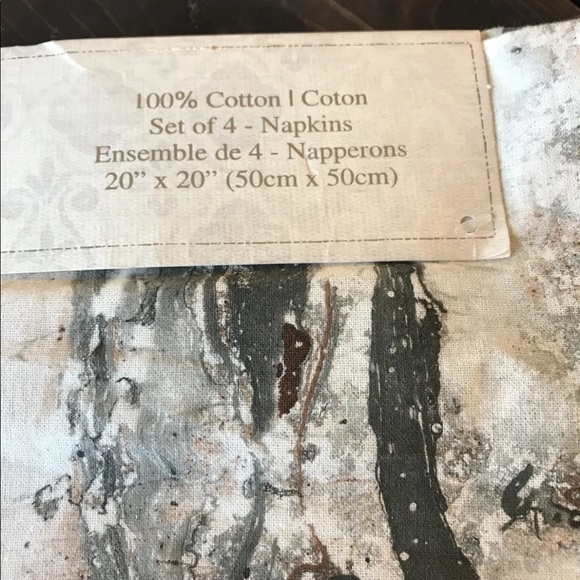 100% Cotton | Coton
Set of 4 - Napkins
Ensemble de 4 - Napperons
20” x 20” (50cm x 50cm)